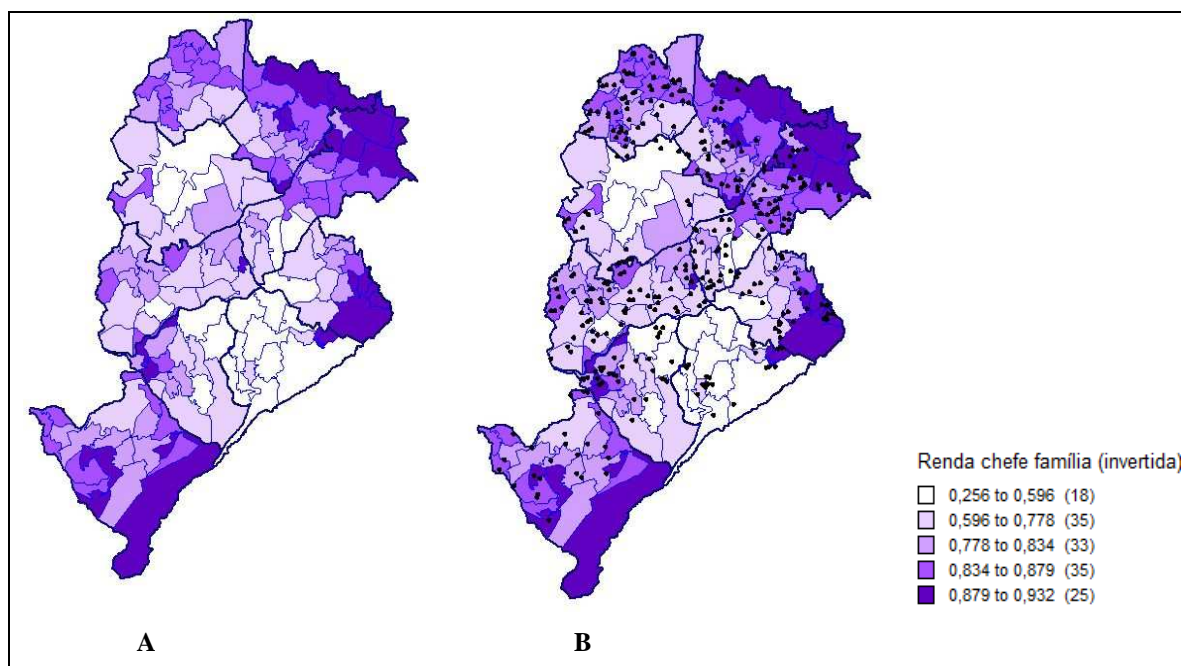 Renda chefe família (invertida)
0,256 to 0,596 (18)
0,596 to 0,778 (35)
0,778 to 0,834 (33)
0,834 to 0,879 (35)
0,879 to 0,932 (25)
A B